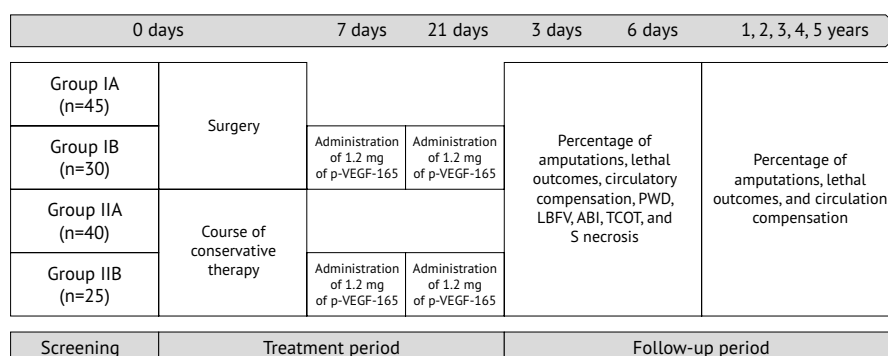 0 days 7 days 21 days 3 days 6 days 1, 2, 3, 4, 5 years
Group IA
(n=45)
Group IB
(n=30)
Group IIA
(n=40)
Group IIB
(n=25)
Surgery
Course of
conservative
therapy
Administration
of 1.2 mg
of p-VEGF-165
Administration
of 1.2 mg
of p-VEGF-165
Administration
of 1.2 mg
of p-VEGF-165
Administration
of 1.2 mg
of p-VEGF-165
Percentage of
amputations, lethal
outcomes, circulatory
compensation, PWD,
LBFV, ABI, TCOT, and
S necrosis
Percentage of
amputations, lethal
outcomes, and circulation
compensation
Screening Treatment period Follow-up period